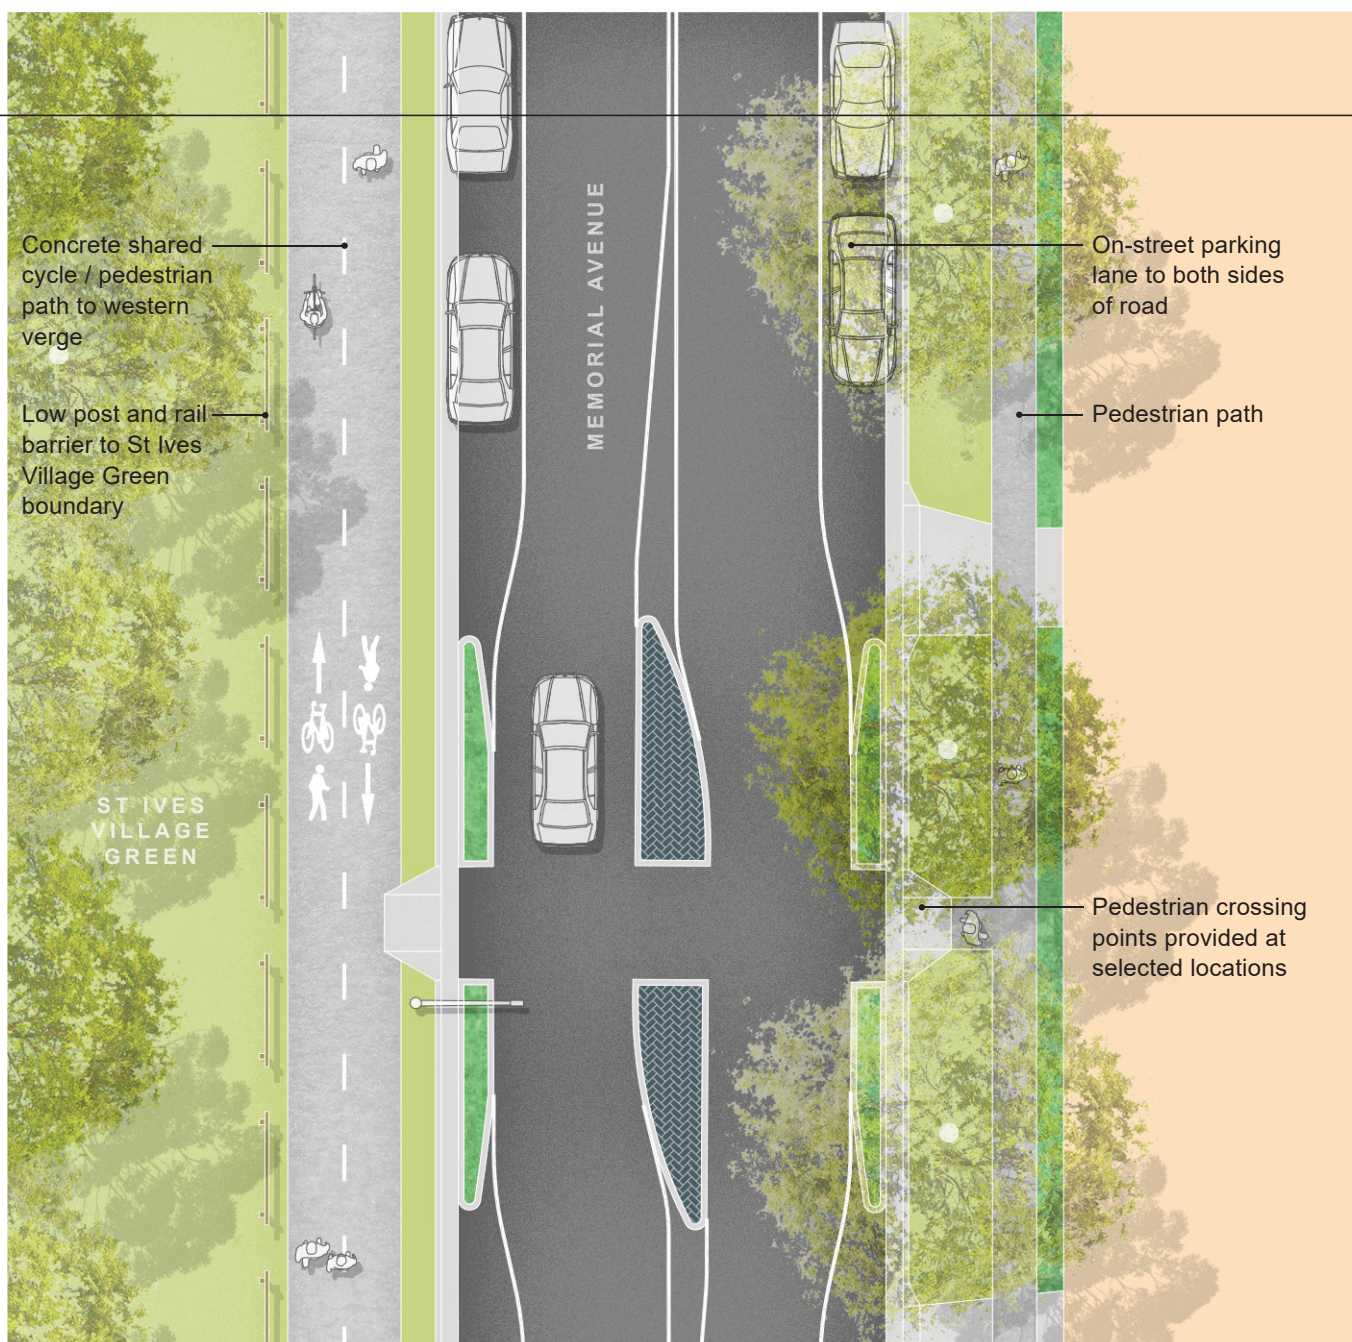 Concrete shared
cycle / pedestrian
path to western
verge
Low post and rail
barrier to St Ives
Village Green
boundary
ST IVES
VILLAGE
GREEN
MEMORIAL AVENUE
On-street parking
lane to both sides
of road
Pedestrian path
Pedestrian crossing
points provided at
selected locations